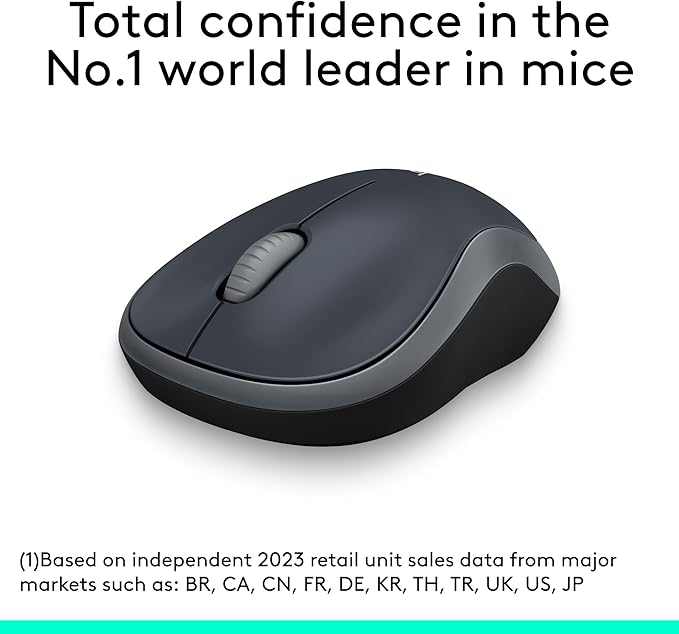 Total confidence in the
No.1 world leader in mice
(1)Based on independent 2023 retail unit sales data from major
markets such as: BR, CA, CN, FR, DE, KR, TH, TR, UK, US, JP